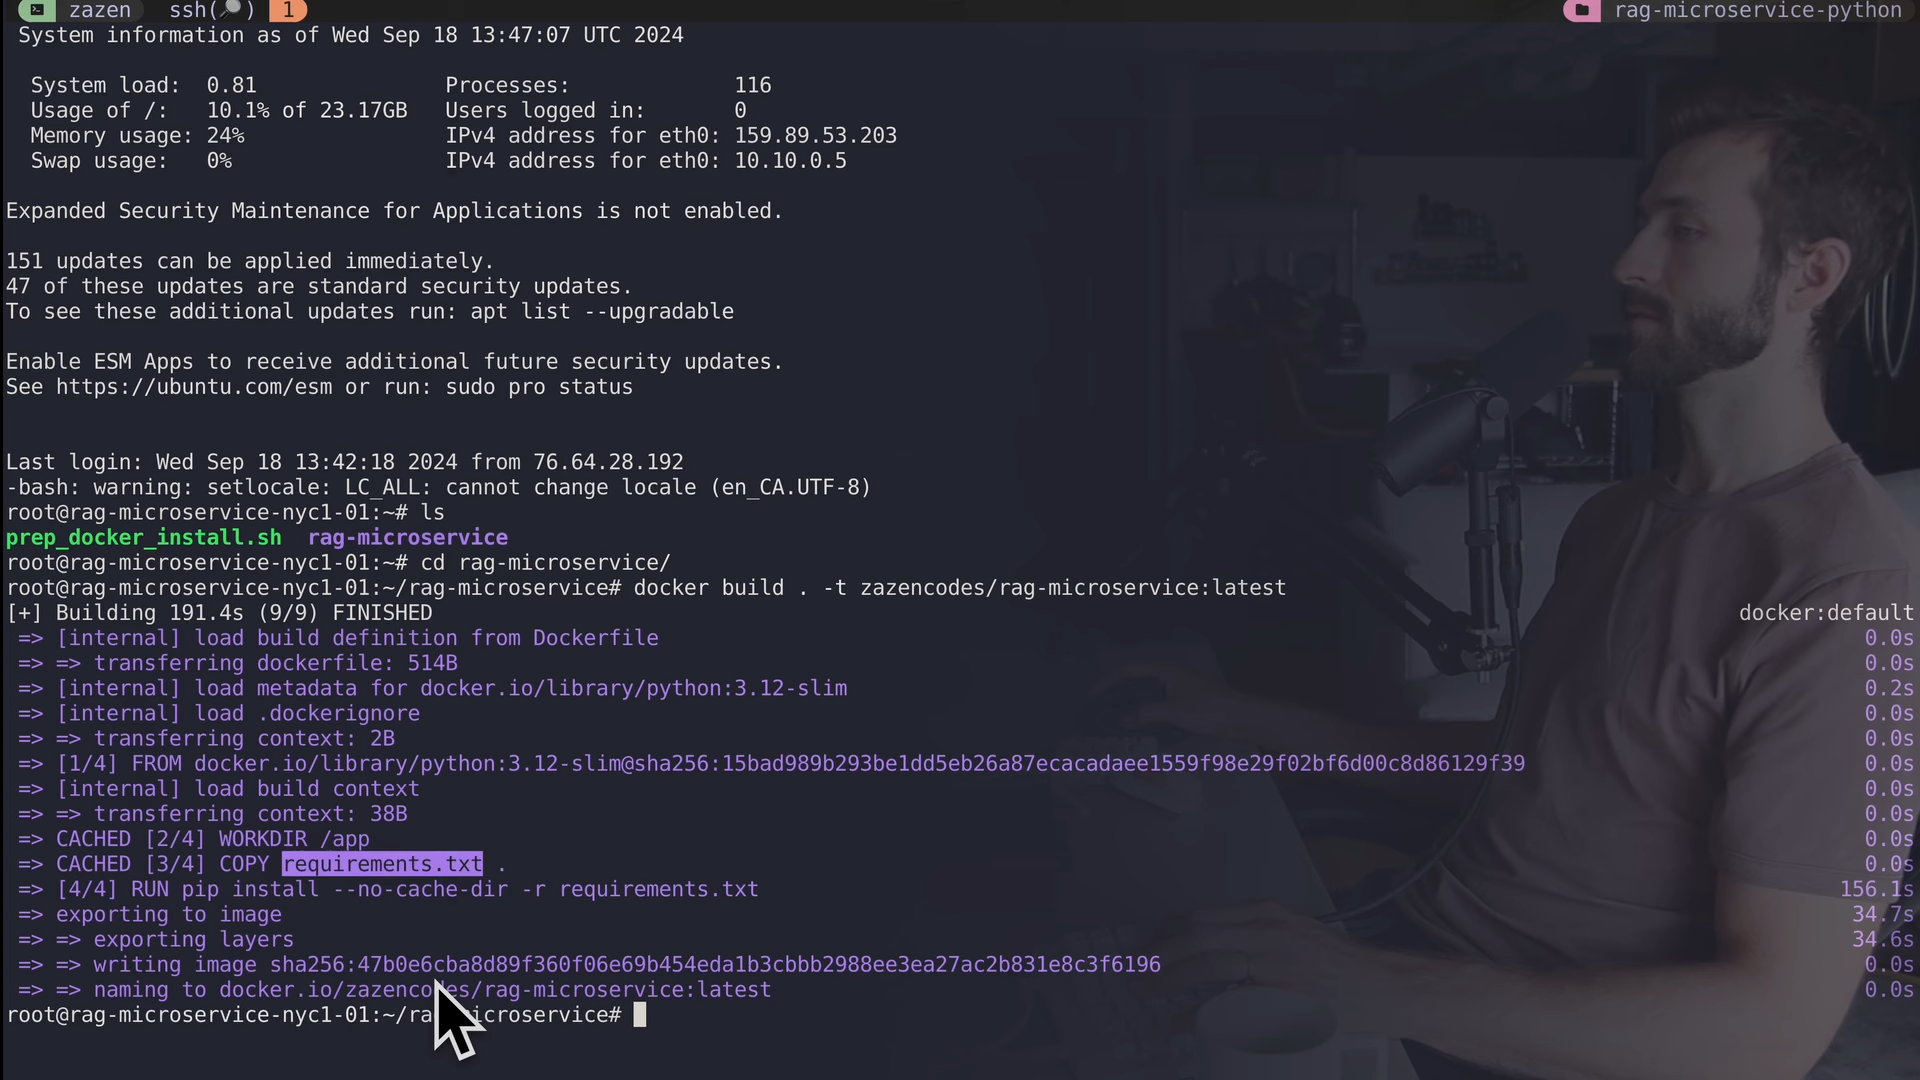 zazen ssh() 1 rag-microservice-python
System information as of Wed Sep 18 13:47:07 UTC 2024
System load: 0.81 Processes: 116
Usage of /: 10.1% of 23.17GB Users logged in: 0
Memory usage: 24% IPv4 address for eth0: 159.89.53.203
Swap usage: 0% IPv4 address for eth0: 10.10.0.5
Expanded Security Maintenance for Applications is not enabled.
151 updates can be applied immediately.
47 of these updates are standard security updates.
To see these additional updates run: apt list --upgradable
Enable ESM Apps to receive additional future security updates.
See https://ubuntu.com/esm or run: sudo pro status
Last login: Wed Sep 18 13:42:18 2024 from 76.64.28.192
-bash: warning: setlocale: LC_ALL: cannot change locale (en_CA.UTF-8)
root@rag-microservice-nyc1-01:~# ls
prep_docker_install.sh rag-microservice
root@rag-microservice-nyc1-01:~# cd rag-microservice/
root@rag-microservice-nyc1-01:~/rag-microservice# docker build . -t zazencodes/rag-microservice:latest
[+] Building 191.4s (9/9) FINISHED docker:default
=> [internal] load build definition from Dockerfile 0.0s
=> => transferring dockerfile: 514B 0.0s
=> [internal] load metadata for docker.io/library/python:3.12-slim 0.2s
=> [internal] load .dockerignore 0.0s
=> => transferring context: 2B 0.0s
=> [1/4] FROM docker.io/library/python:3.12-slim@sha256:15bad989b293be1dd5eb26a87ecacadaee1559f98e29f02bf6d00c8d86129f39 0.0s
=> [internal] load build context 0.0s
=> => transferring context: 38B 0.0s
=> CACHED [2/4] WORKDIR /app 0.0s
=> CACHED [3/4] COPY requirements.txt . 0.0s
=> [4/4] RUN pip install --no-cache-dir -r requirements.txt 156.1s
=> exporting to image 34.7s
=> => exporting layers 34.6s
=> => writing image sha256:47b0e6cba8d89f360f06e69b454eda1b3cbbb2988ee3ea27ac2b831e8c3f6196 0.0s
=> => naming to docker.io/zazencodes/rag-microservice:latest 0.0s
root@rag-microservice-nyc1-01:~/rag-microservice#